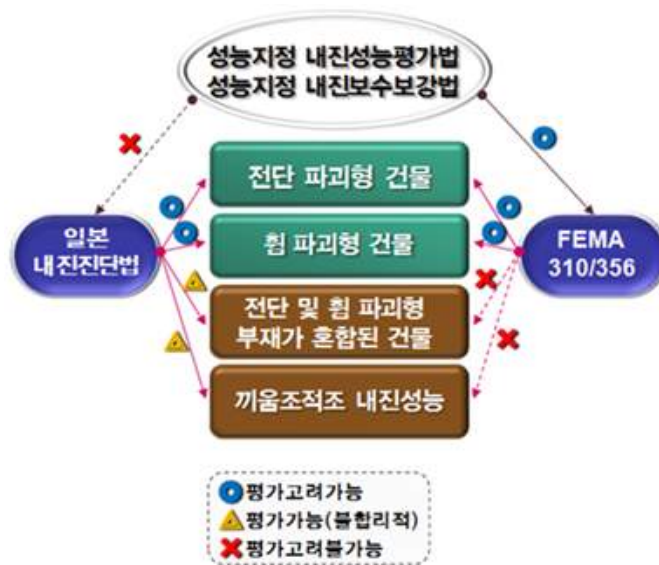 성능지정 내진성능평가법
성능지정 내진보수보강법
전단 파괴형 건물
일본
내진진단법
휨 파괴형 건물
FEMA
310/356
전단 및 휨 파괴형
부재가 혼합된 건물
끼움조적조 내진성능
평가고려가능
평가가능(불합리적)
평가고려불가능